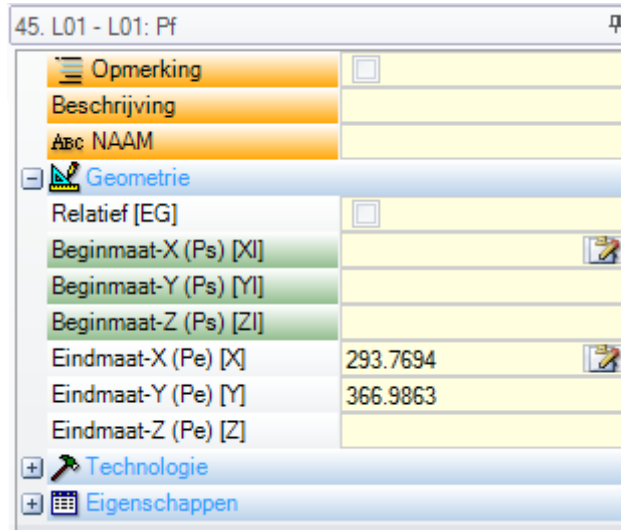 45. L01 - L01: Pf
Opmerking
Beschrijving
ABC NAAM
Geometrie
Relatief [EG]
Beginmaat-X (Ps) [XI]
Beginmaat-Y (Ps) [YI]
Beginmaat-Z (Ps) [ZI]
Eindmaat-X (Pe) [X] 293.7694
Eindmaat-Y (Pe) [Y] 366.9863
Eindmaat-Z (Pe) [Z]
Technologie
Eigenschappen